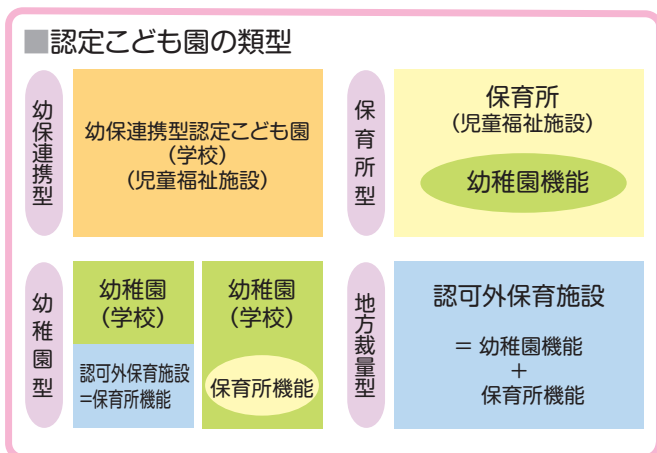 ■認定こども園の類型
幼保連携型
幼保連携型認定こども園
(学校)
(児童福祉施設)
保育所型
保育所
(児童福祉施設)
幼稚園機能
幼稚園型
幼稚園
(学校)
認可外保育施設
=保育所機能
幼稚園
(学校)
保育所機能
地方裁量型
認可外保育施設
= 幼稚園機能
+
保育所機能